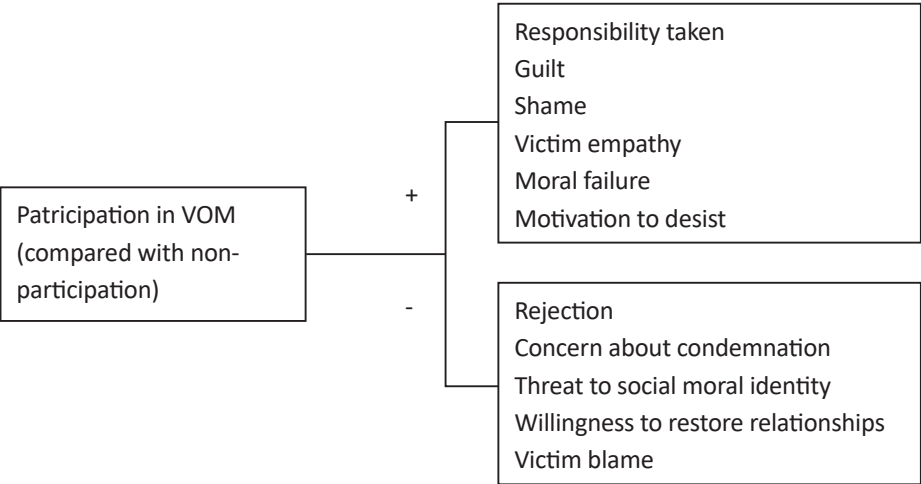 Responsibility taken
Guilt
Shame
Victim empathy
Moral failure
Motivation to desist
+
Patricipation in VOM
(compared with non-
participation)
-
Rejection
Concern about condemnation
Threat to social moral identity
Willingness to restore relationships
Victim blame